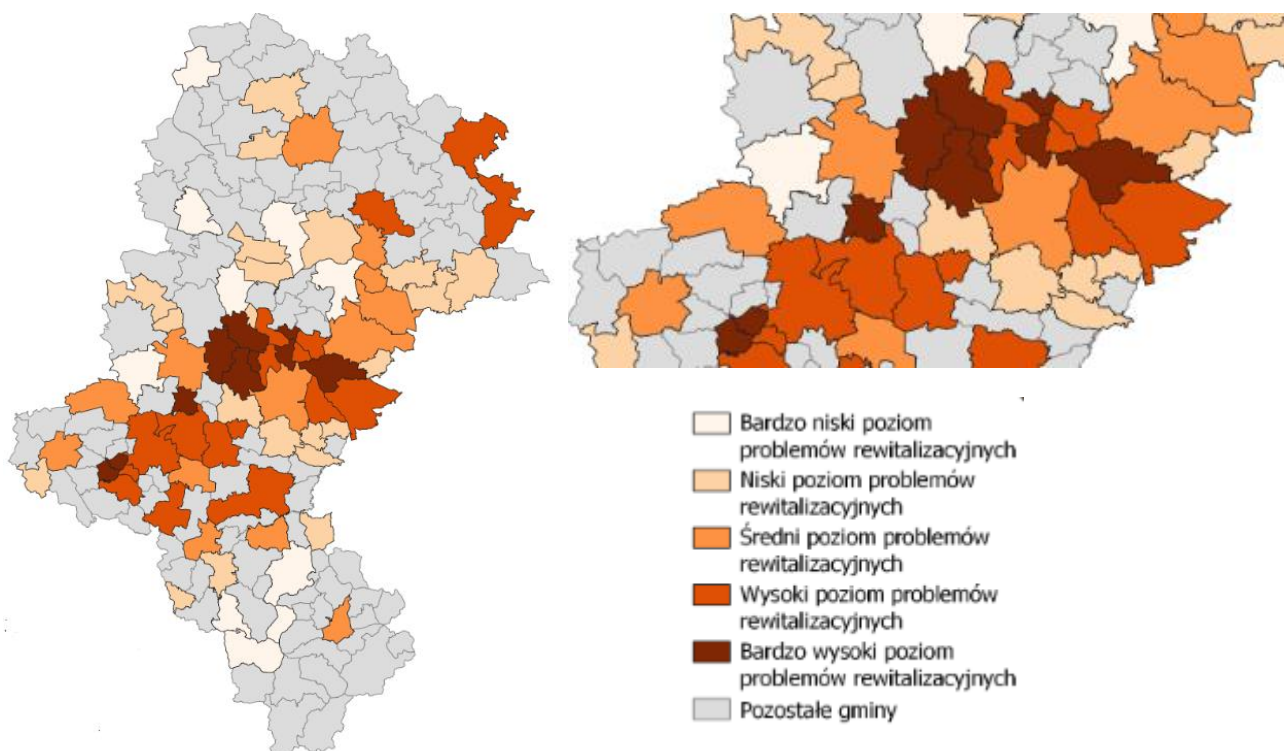 Bardzo niski poziom
problemów rewitalizacyjnych
Niski poziom problemów
rewitalizacyjnych
Średni poziom problemów
rewitalizacyjnych
Wysoki poziom problemów
rewitalizacyjnych
Bardzo wysoki poziom
problemów rewitalizacyjnych
Pozostałe gminy